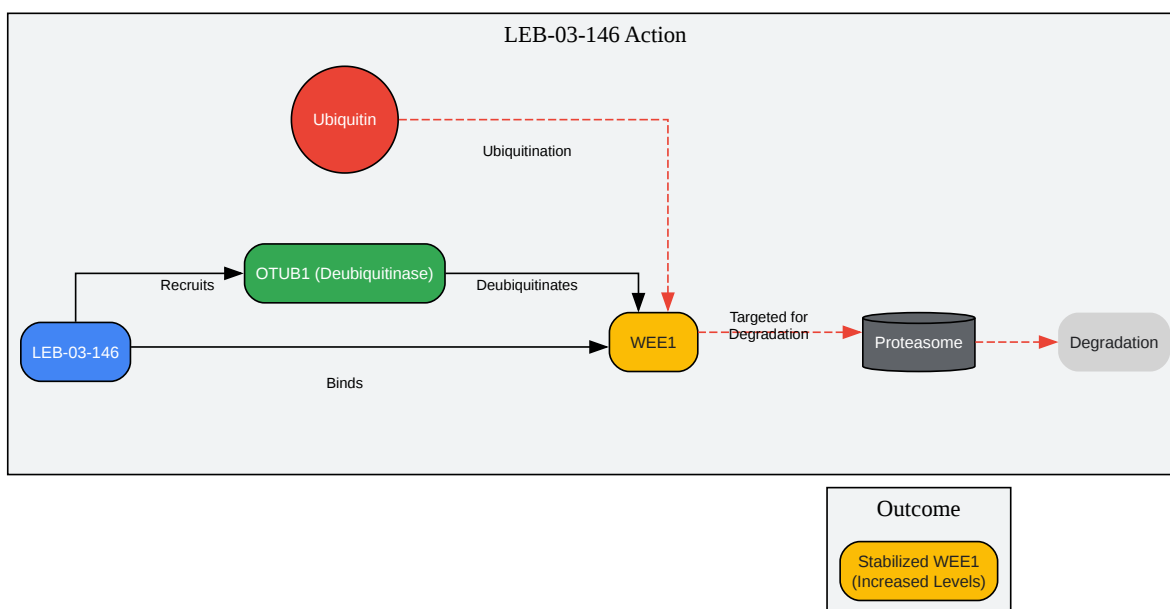 LEB-03-146 Action
Ubiquitin
Ubiquitination
OTUB1 (Deubiquitinase)
Recruits
Deubiquitinates
LEB-03-146
Binds
WEE1
Targeted for
Degradation
Proteasome
Degradation
Outcome
Stabilized WEE1
(Increased Levels)